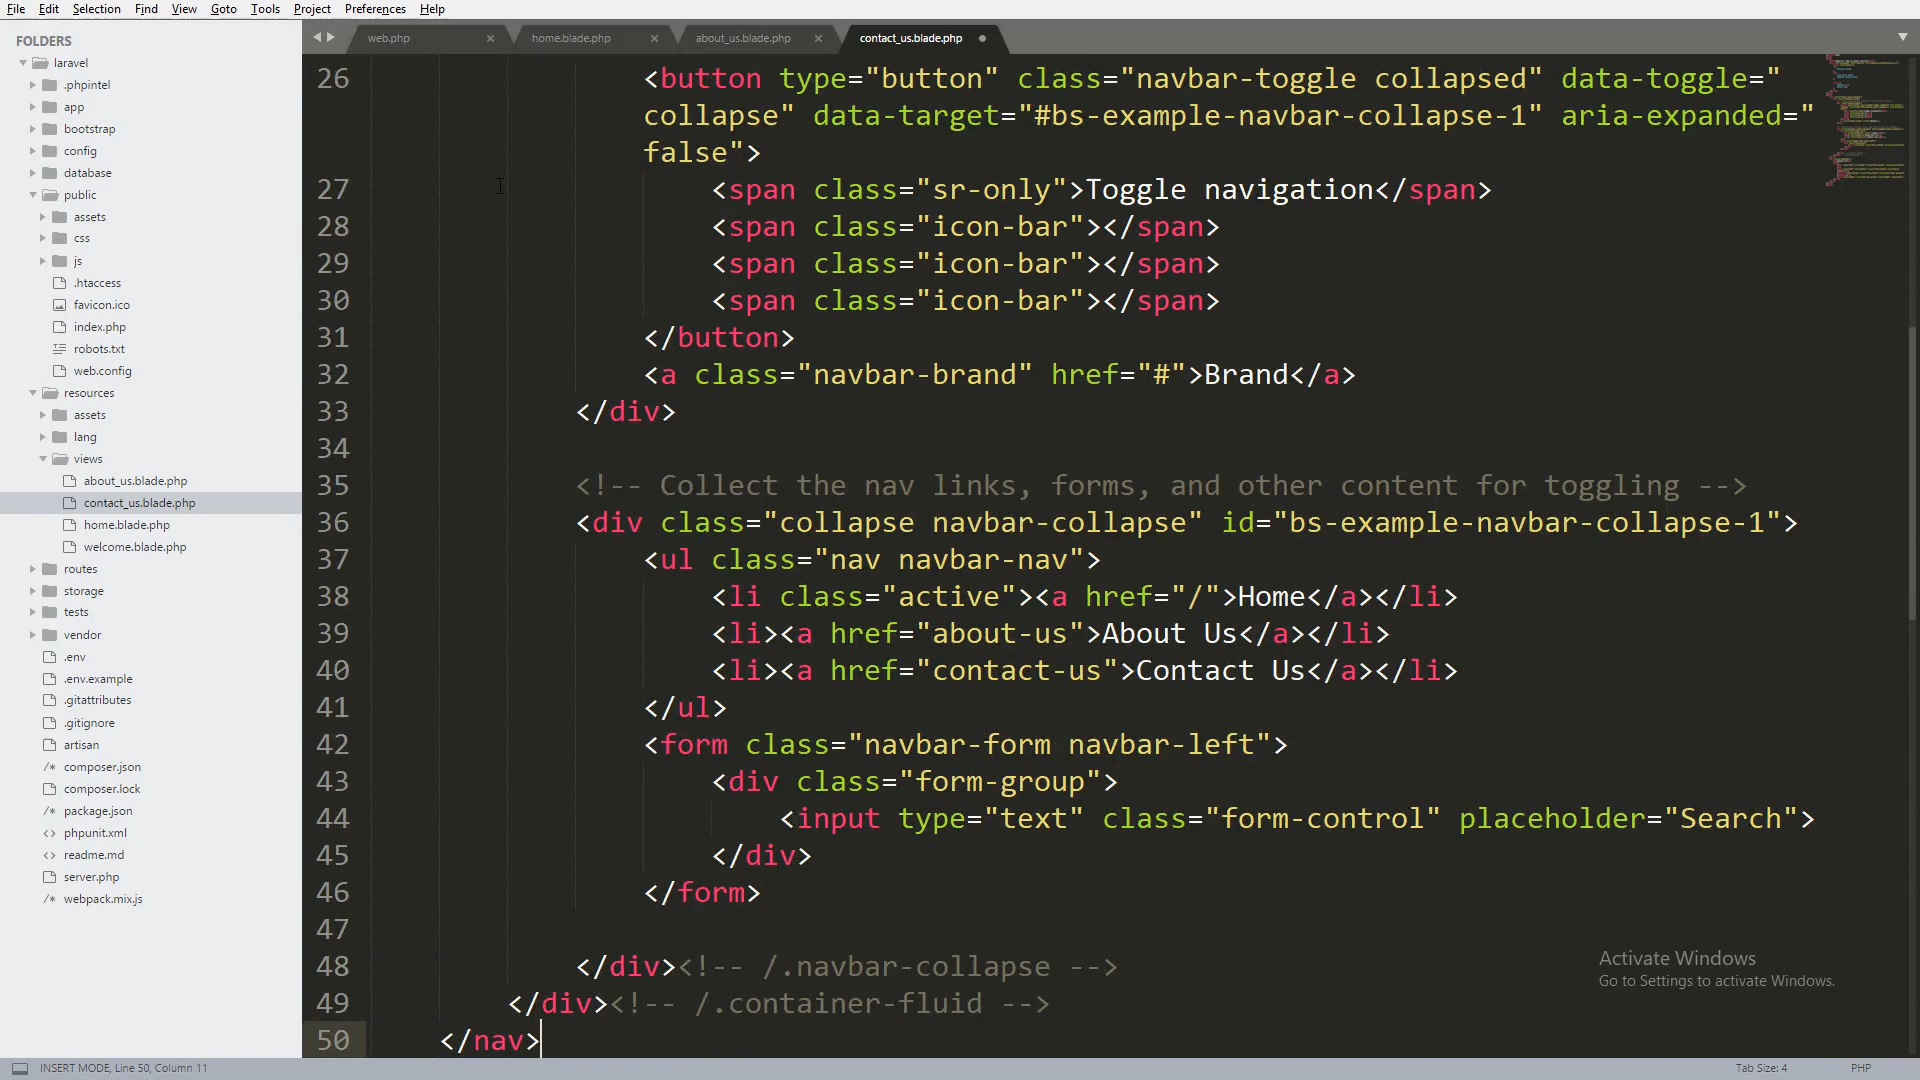 File Edit Selection Find View Goto Tools Project Preferences Help
FOLDERS
laravel
.phpintel
app
bootstrap
config
database
public
assets
css
js
.htaccess
favicon.ico
index.php
robots.txt
web.config
resources
assets
lang
views
about_us.blade.php
contact_us.blade.php
home.blade.php
welcome.blade.php
routes
storage
tests
vendor
.env
.env.example
.gitattributes
.gitignore
artisan
composer.json
composer.lock
package.json
phpunit.xml
readme.md
server.php
webpack.mix.js
web.php home.blade.php about_us.blade.php contact_us.blade.php
26 <button type="button" class="navbar-toggle collapsed" data-toggle="
collapse" data-target="#bs-example-navbar-collapse-1" aria-expanded="
false">
27 <span class="sr-only">Toggle navigation</span>
28 <span class="icon-bar"></span>
29 <span class="icon-bar"></span>
30 <span class="icon-bar"></span>
31 </button>
32 <a class="navbar-brand" href="#">Brand</a>
33 </div>
34
35 <!-- Collect the nav links, forms, and other content for toggling -->
36 <div class="collapse navbar-collapse" id="bs-example-navbar-collapse-1">
37 <ul class="nav navbar-nav">
38 <li class="active"><a href="/">Home</a></li>
39 <li><a href="about-us">About Us</a></li>
40 <li><a href="contact-us">Contact Us</a></li>
41 </ul>
42 <form class="navbar-form navbar-left">
43 <div class="form-group">
44 <input type="text" class="form-control" placeholder="Search">
45 </div>
46 </form>
47
48 </div><!-- /.navbar-collapse -->
49 </div><!-- /.container-fluid -->
50 </nav>
Activate Windows
Go to Settings to activate Windows.
INSERT MODE, Line 50, Column 11 Tab Size: 4 PHP